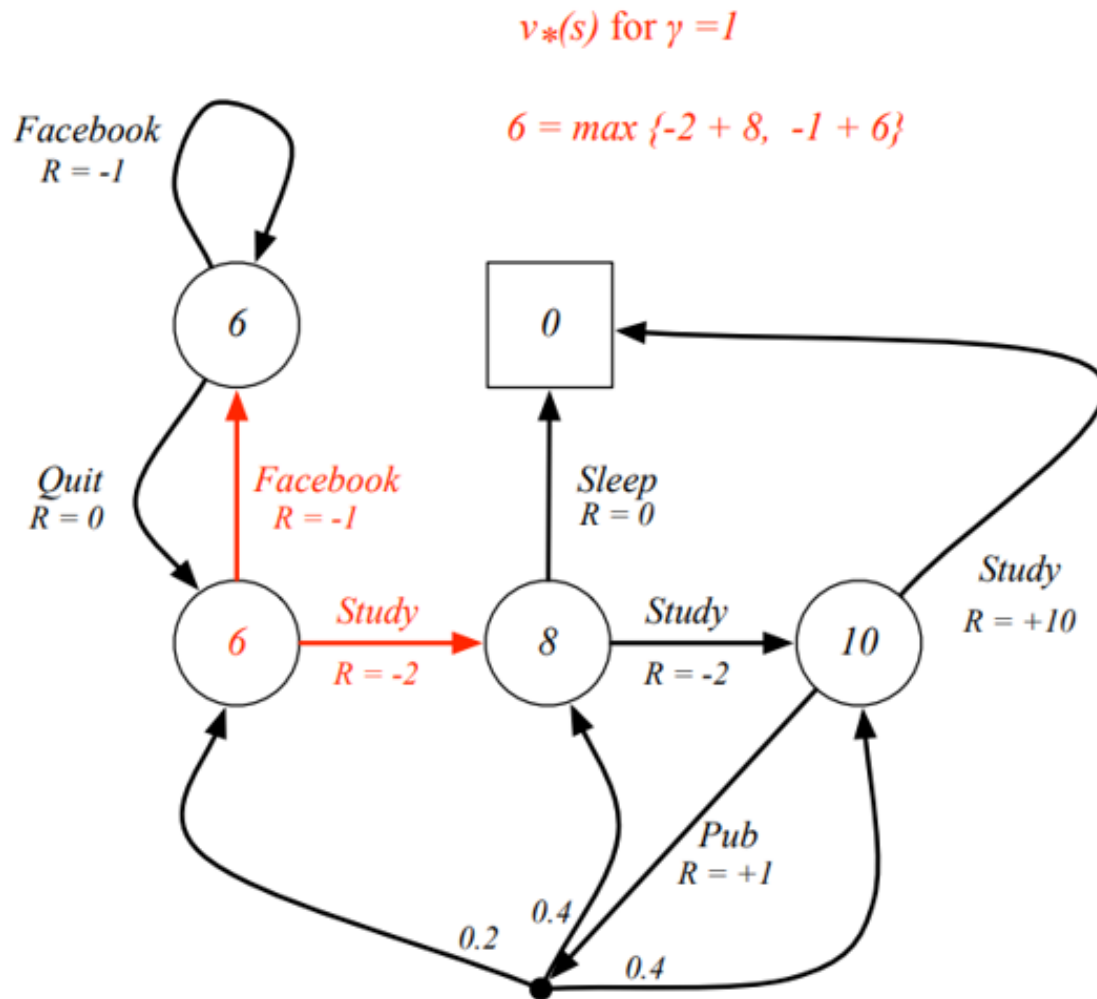 v*(s) for γ =1
6 = max {-2 + 8, -1 + 6}
Facebook
R = -1
6
0
Quit
R = 0
Facebook
R = -1
Sleep
R = 0
Study
R = +10
6
Study
R = -2
8
Study
R = -2
10
Pub
R = +1
0.2
0.4
0.4